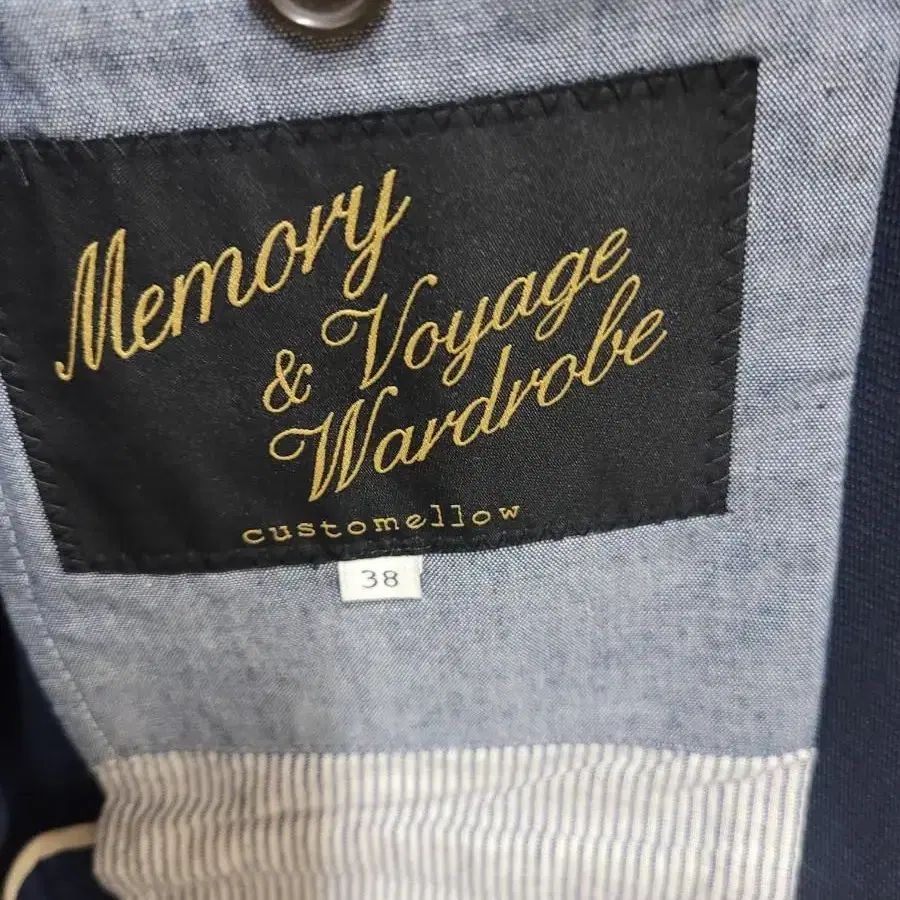 Memory
& Voyage
Wardrobe
customellow
38